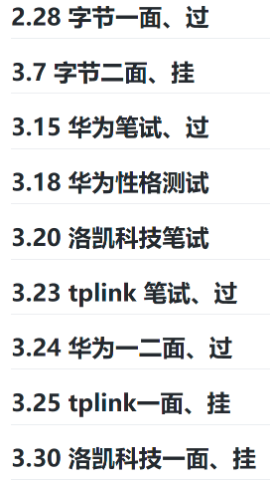 2.28 字节一面、过
3.7 字节二面、挂
3.15 华为笔试、过
3.18 华为性格测试
3.20 洛凯科技笔试
3.23 tplink 笔试、过
3.24 华为一二面、过
3.25 tplink一面、挂
3.30 洛凯科技一面、挂